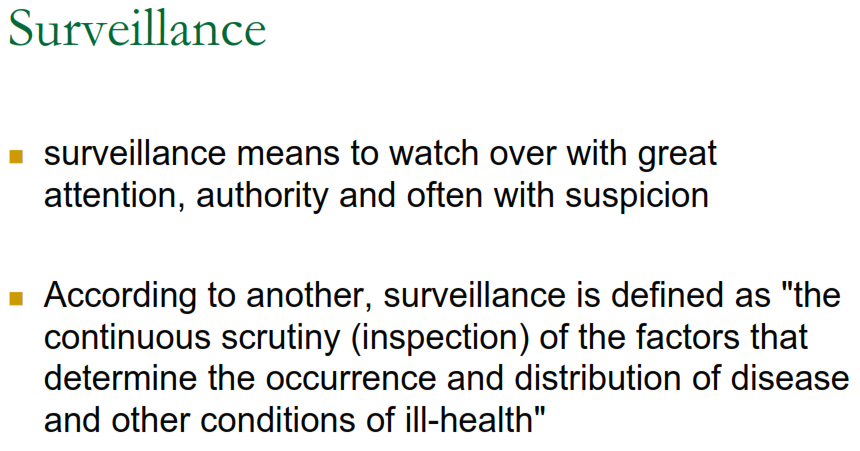 Surveillance
surveillance means to watch over with great
attention, authority and often with suspicion
According to another, surveillance is defined as "the
continuous scrutiny (inspection) of the factors that
determine the occurrence and distribution of disease
and other conditions of ill-health"